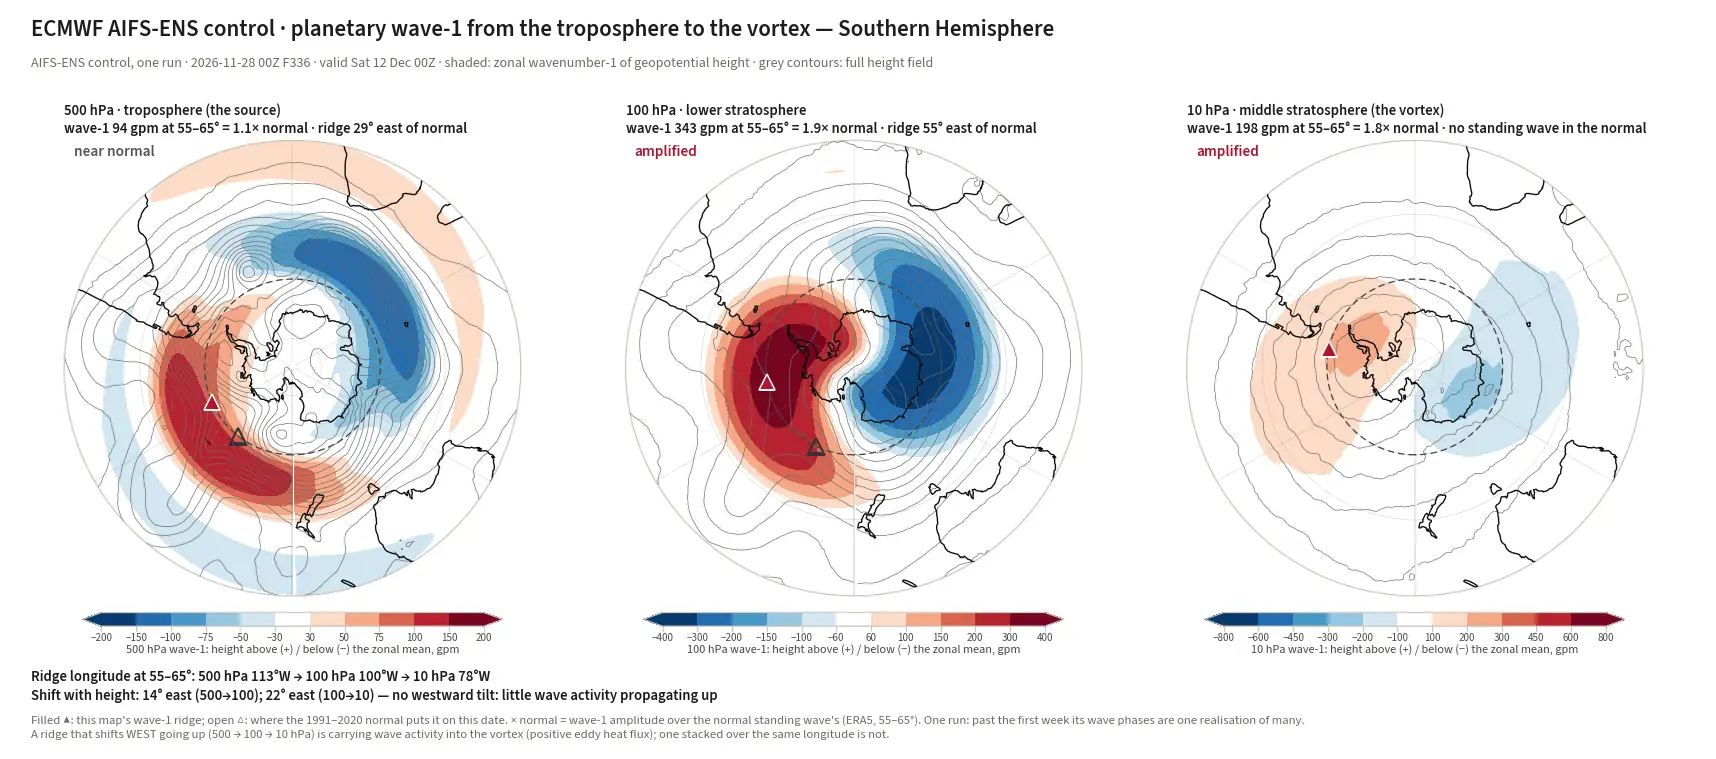 ECMWF AIFS-ENS control · planetary wave-1 from the troposphere to the vortex — Southern Hemisphere
AIFS-ENS control, one run · 2026-11-28 00Z F336 · valid Sat 12 Dec 00Z · shaded: zonal wavenumber-1 of geopotential height · grey contours: full height field
500 hPa · troposphere (the source)
wave-1 94 gpm at 55–65° = 1.1× normal · ridge 29° east of normal
near normal
100 hPa · lower stratosphere
wave-1 343 gpm at 55–65° = 1.9× normal · ridge 55° east of normal
amplified
10 hPa · middle stratosphere (the vortex)
wave-1 198 gpm at 55–65° = 1.8× normal · no standing wave in the normal
amplified
−200 −150 −100 −75 −50 −30 30 50 75 100 150 200
500 hPa wave-1: height above (+) / below (−) the zonal mean, gpm
−400 −300 −200 −150 −100 −60 60 100 150 200 300 400
100 hPa wave-1: height above (+) / below (−) the zonal mean, gpm
−800 −600 −450 −300 −200 −100 100 200 300 450 600 800
10 hPa wave-1: height above (+) / below (−) the zonal mean, gpm
Ridge longitude at 55–65°: 500 hPa 113°W → 100 hPa 100°W → 10 hPa 78°W
Shift with height: 14° east (500→100); 22° east (100→10) — no westward tilt: little wave activity propagating up
Filled ▲: this map's wave-1 ridge; open △: where the 1991–2020 normal puts it on this date. × normal = wave-1 amplitude over the normal standing wave's (ERA5, 55–65°). One run: past the first week its wave phases are one realisation of many.
A ridge that shifts WEST going up (500 → 100 → 10 hPa) is carrying wave activity into the vortex (positive eddy heat flux); one stacked over the same longitude is not.